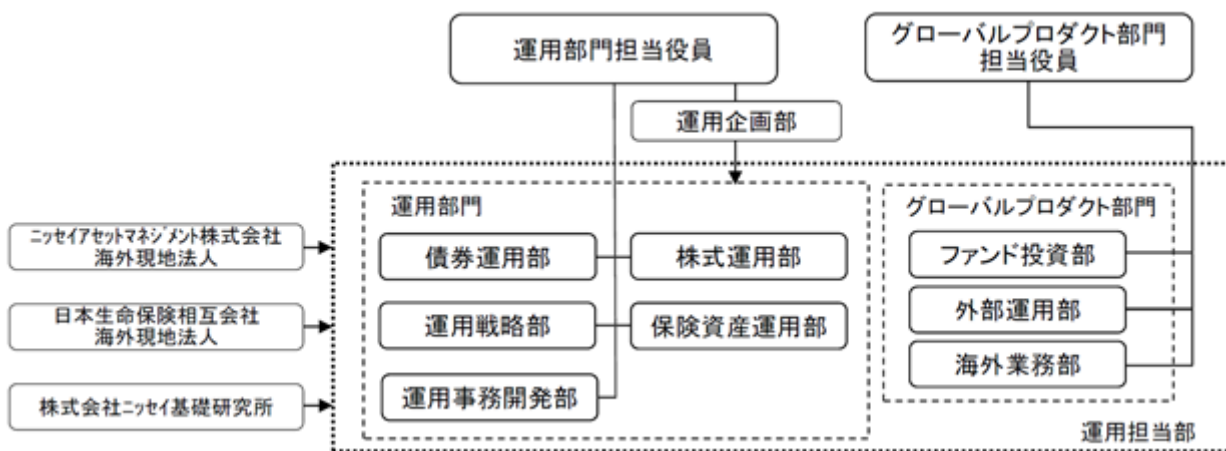 運用部門担当役員
グローバルプロダクト部門
担当役員
運用企画部
運用部門
グローバルプロダクト部門
ニッセイアセットマネジメント株式会社
海外現地法人
債券運用部
株式運用部
ファンド投資部
日本生命保険相互会社
海外現地法人
運用戦略部
保険資産運用部
外部運用部
海外業務部
株式会社ニッセイ基礎研究所
運用事務開発部
運用担当部